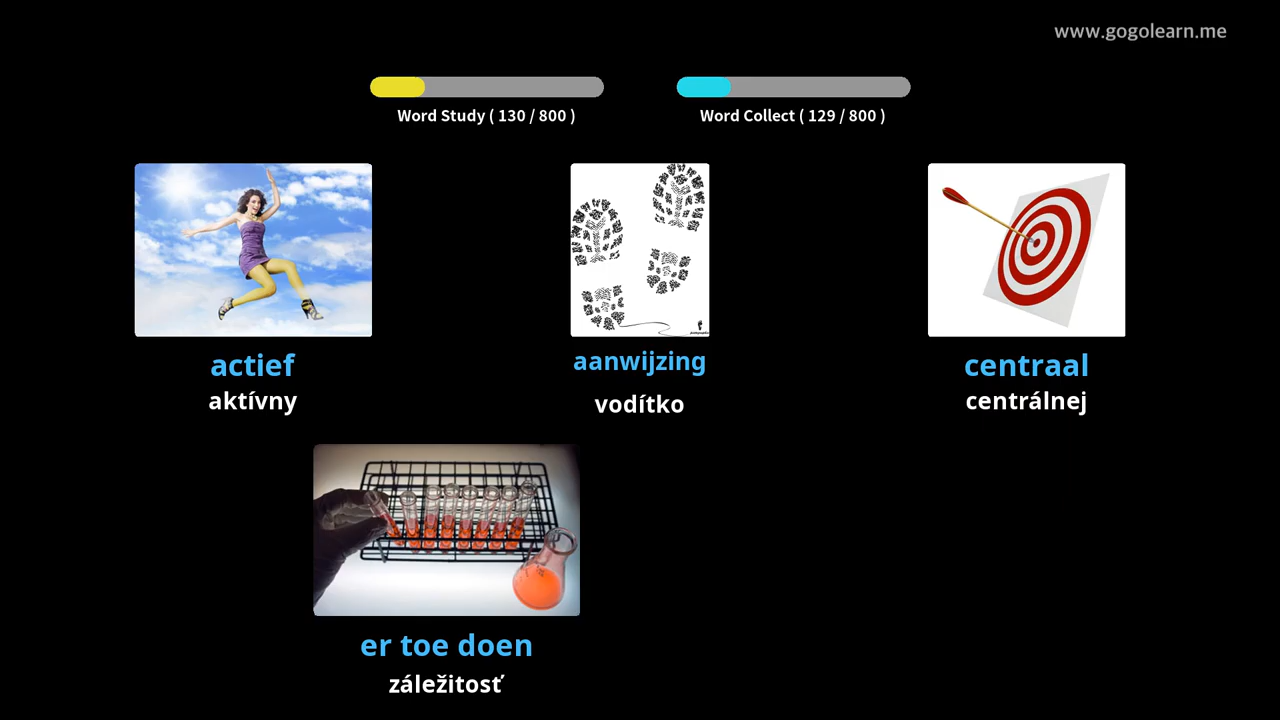 www.gogolearn.me
Word Study ( 130 / 800 )
Word Collect ( 129 / 800 )
actief
aktívny
aanwijzing
vodítko
centraal
centrálnej
er toe doen
záležitosť